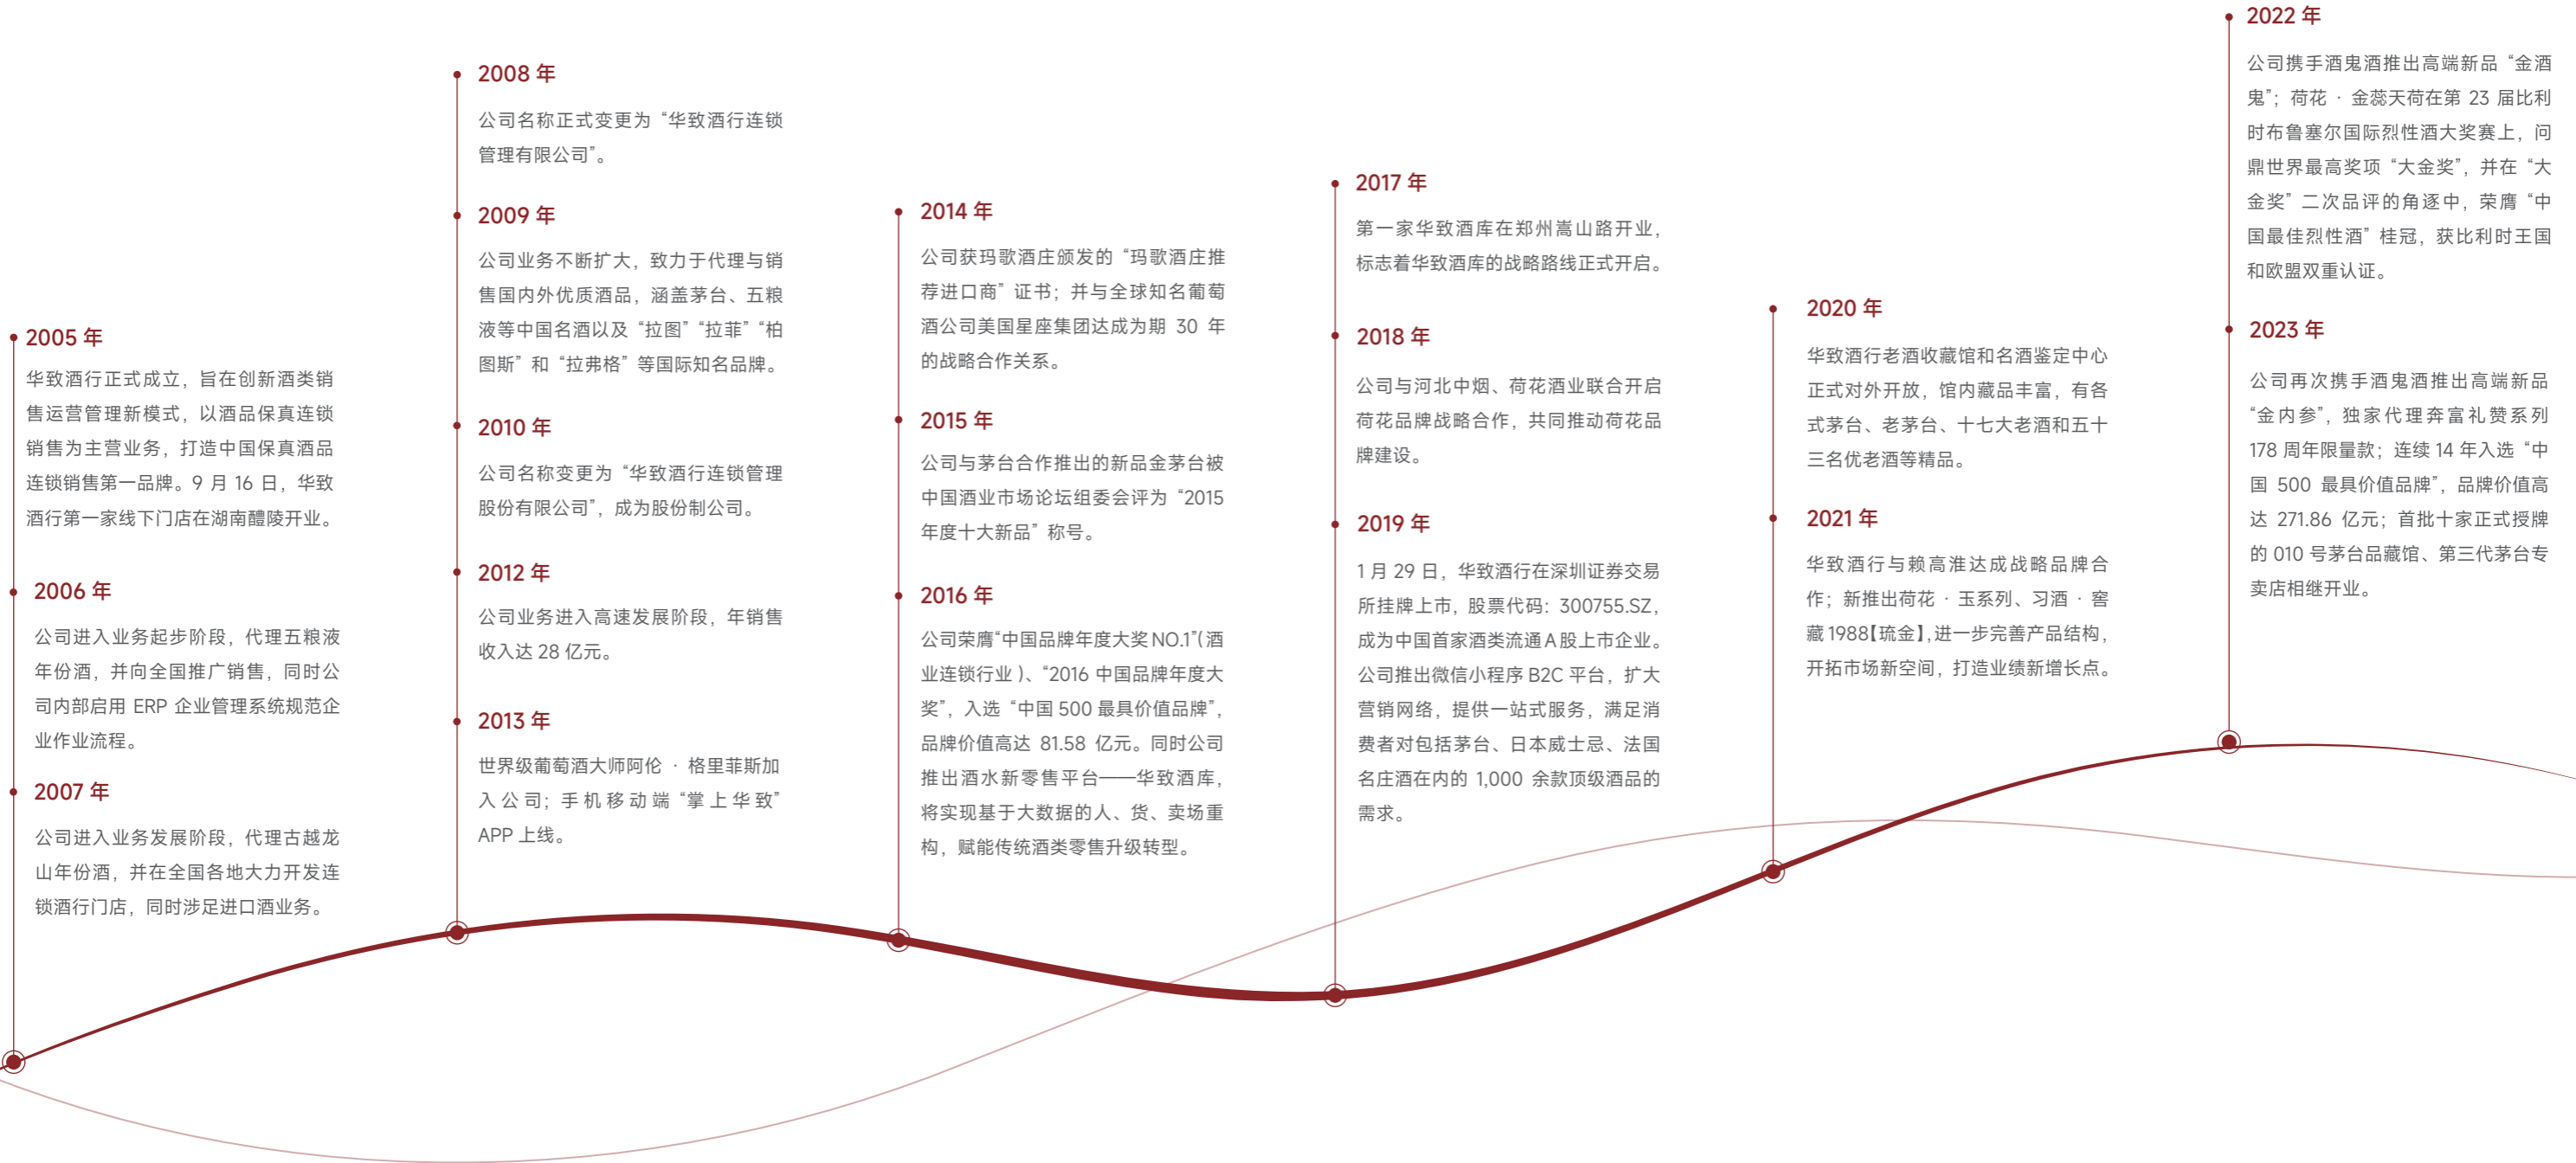 2005 年
华致酒行正式成立，旨在创新酒类销
售运营管理新模式，以酒品保真连锁
销售为主营业务，打造中国保真酒品
连锁销售第一品牌。9 月 16 日，华致
酒行第一家线下门店在湖南醴陵开业。
2006 年
公司进入业务起步阶段，代理五粮液
年份酒，并向全国推广销售，同时公
司内部启用 ERP 企业管理系统规范企
业作业流程。
2007 年
公司进入业务发展阶段，代理古越龙
山年份酒，并在全国各地大力开发连
锁酒行门店，同时涉足进口酒业务。
2008 年
公司名称正式变更为“华致酒行连锁
管理有限公司”。
2009 年
公司业务不断扩大，致力于代理与销
售国内外优质酒品，涵盖茅台、五粮
液等中国名酒以及“拉图”“拉菲”“柏
图斯”和“拉弗格”等国际知名品牌。
2010 年
公司名称变更为“华致酒行连锁管理
股份有限公司”，成为股份制公司。
2012 年
公司业务进入高速发展阶段，年销售
收入达 28 亿元。
2013 年
世界级葡萄酒大师阿伦 · 格里菲斯加
入公司；手机移动端“掌上华致”
APP 上线。
2014 年
公司获玛歌酒庄颁发的“玛歌酒庄推
荐进口商”证书；并与全球知名葡萄
酒公司美国星座集团达成为期 30 年
的战略合作关系。
2015 年
公司与茅台合作推出的新品金茅台被
中国酒业市场论坛组委会评为“2015
年度十大新品”称号。
2016 年
公司荣膺“中国品牌年度大奖 NO.1”( 酒
业连锁行业 )、“2016 中国品牌年度大
奖”，入选“中国 500 最具价值品牌”，
品牌价值高达 81.58 亿元。同时公司
推出酒水新零售平台——华致酒库，
将实现基于大数据的人、货、卖场重
构，赋能传统酒类零售升级转型。
2017 年
第一家华致酒库在郑州嵩山路开业，
标志着华致酒库的战略路线正式开启。
2018 年
公司与河北中烟、荷花酒业联合开启
荷花品牌战略合作，共同推动荷花品
牌建设。
2019 年
1 月 29 日，华致酒行在深圳证券交易
所挂牌上市，股票代码：300755.SZ，
成为中国首家酒类流通 A 股上市企业。
公司推出微信小程序 B2C 平台，扩大
营销网络，提供一站式服务，满足消
费者对包括茅台、日本威士忌、法国
名庄酒在内的 1,000 余款顶级酒品的
需求。
2020 年
华致酒行老酒收藏馆和名酒鉴定中心
正式对外开放，馆内藏品丰富，有各
式茅台、老茅台、十七大老酒和五十
三名优老酒等精品。
2021 年
华致酒行与赖高淮达成战略品牌合
作；新推出荷花 · 玉系列、习酒 · 窖
藏 1988【琉金】，进一步完善产品结构，
开拓市场新空间，打造业绩新增长点。
2022 年
公司携手酒鬼酒推出高端新品“金酒
鬼”；荷花 · 金蕊天荷在第 23 届比利
时布鲁塞尔国际烈性酒大奖赛上，问
鼎世界最高奖项“大金奖”，并在“大
金奖”二次品评的角逐中，荣膺“中
国最佳烈性酒”桂冠，获比利时王国
和欧盟双重认证。
2023 年
公司再次携手酒鬼酒推出高端新品
“金内参”，独家代理奔富礼赞系列
178 周年限量款；连续 14 年入选“中
国 500 最具价值品牌”，品牌价值高
达 271.86 亿元；首批十家正式授牌
的 010 号茅台品藏馆、第三代茅台专
卖店相继开业。